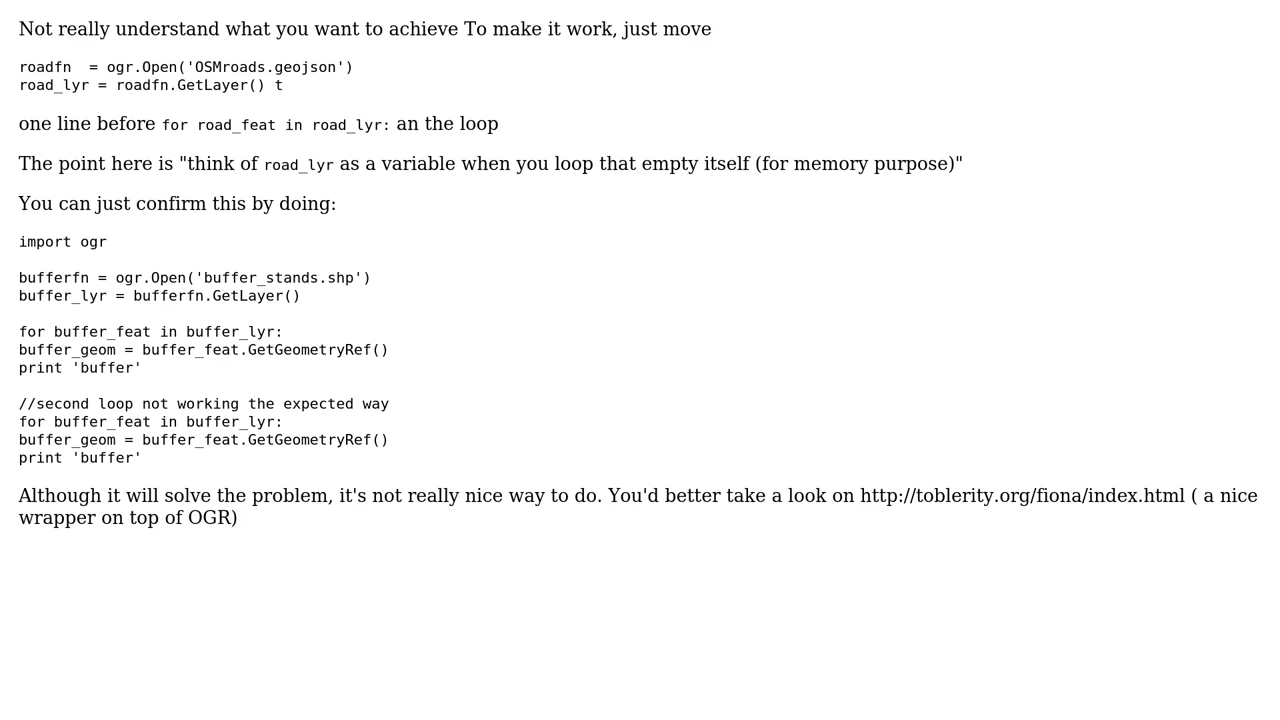 Not really understand what you want to achieve To make it work, just move
roadfn  = ogr.Open('OSMroads.geojson')
road_lyr = roadfn.GetLayer() t
one line before for road_feat in road_lyr: an the loop
The point here is "think of road_lyr as a variable when you loop that empty itself (for memory purpose)"
You can just confirm this by doing:
import ogr
bufferfn = ogr.Open('buffer_stands.shp')
buffer_lyr = bufferfn.GetLayer()
for buffer_feat in buffer_lyr:
buffer_geom = buffer_feat.GetGeometryRef()
print 'buffer'
//second loop not working the expected way
for buffer_feat in buffer_lyr:
buffer_geom = buffer_feat.GetGeometryRef()
print 'buffer'
Although it will solve the problem, it's not really nice way to do. You'd better take a look on http://toblerity.org/fiona/index.html ( a nice
wrapper on top of OGR)